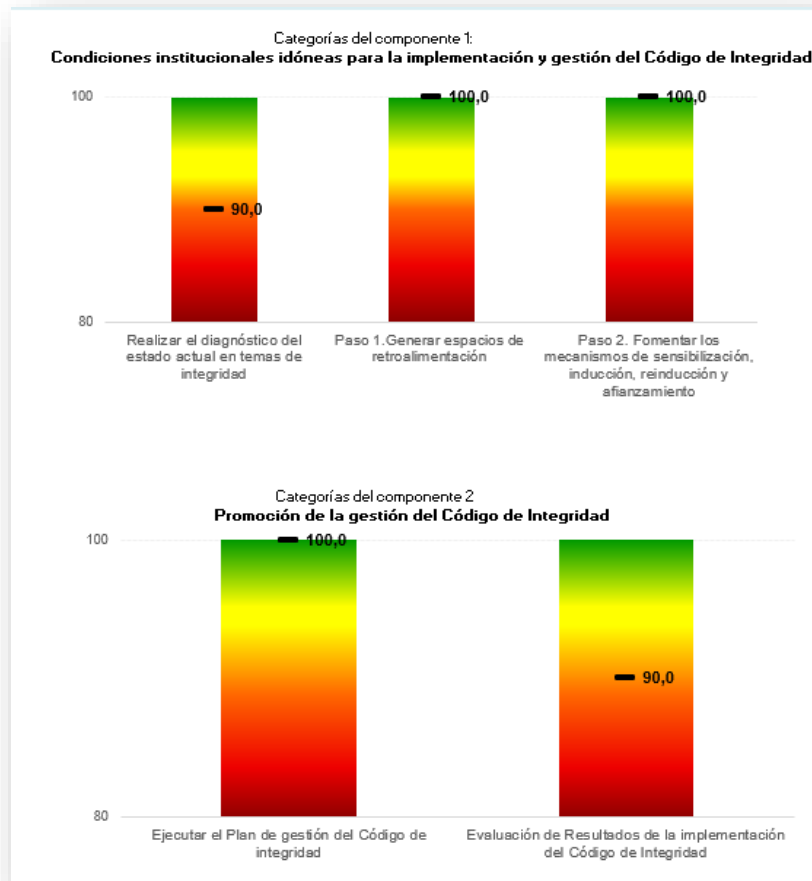 Categorías del componente 1:
Condiciones institucionales idóneas para la implementación y gestión del Código de Integridad
100
100,0
100,0
90,0
80
Realizar el diagnóstico del
estado actual en temas de
integridad
Paso 1.Generar espacios de
retroalimentación
Paso 2. Fomentar los
mecanismos de sensibilización,
inducción, reinducción y
afianzamiento
Categorías del componente 2
Promoción de la gestión del Código de Integridad
100
100,0
90,0
80
Ejecutar el Plan de gestión del Código de
integridad
Evaluación de Resultados de la implementación
del Código de Integridad